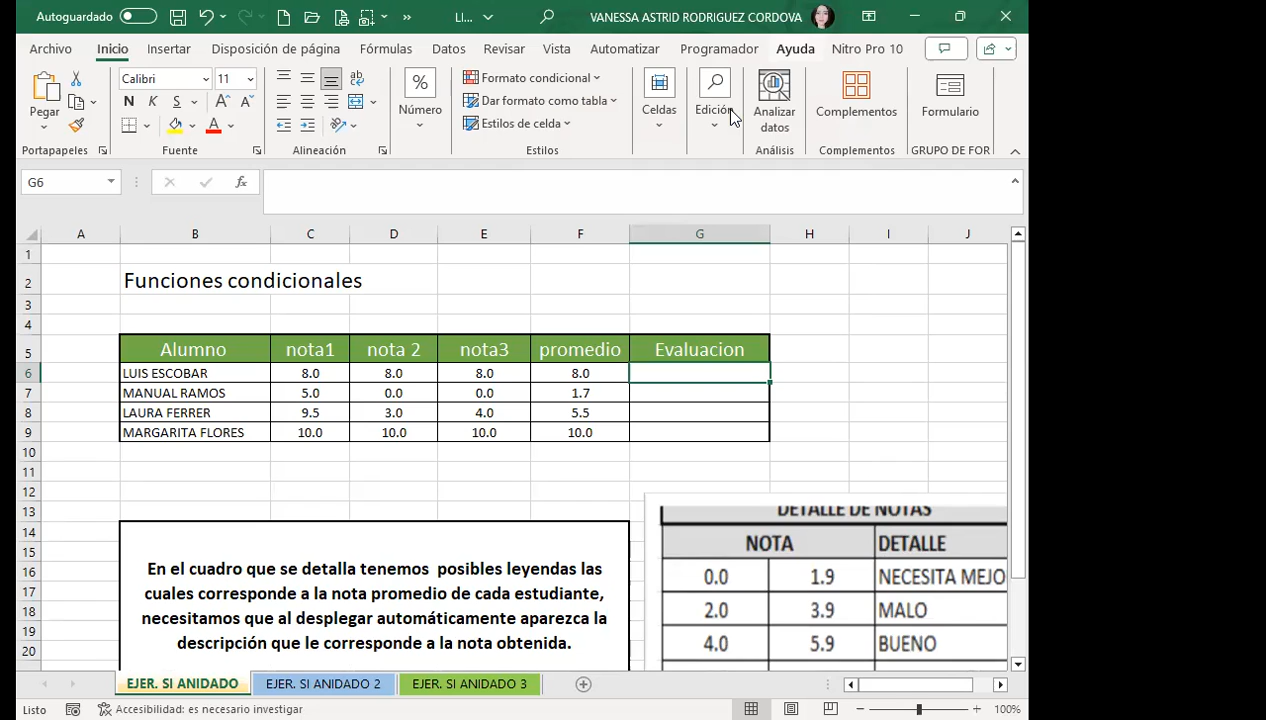 Autoguardado
LI...
VANESSA ASTRID RODRIGUEZ CORDOVA
Archivo Inicio Insertar Disposición de página Fórmulas Datos Revisar Vista Automatizar Programador Ayuda Nitro Pro 10
Pegar
Calibri 11
N K S
Número
%
Formato condicional
Dar formato como tabla
Estilos de celda
Celdas
Edición
Analizar
datos
Complementos
Formulario
Portapapeles Fuente Alineación Estilos Análisis Complementos GRUPO DE FOR
G6
fx
A B C D E F G H I J
1
2 Funciones condicionales
3
4
5 Alumno nota1 nota 2 nota3 promedio Evaluacion
6 LUIS ESCOBAR 8.0 8.0 8.0 8.0
7 MANUAL RAMOS 5.0 0.0 0.0 1.7
8 LAURA FERRER 9.5 3.0 4.0 5.5
9 MARGARITA FLORES 10.0 10.0 10.0 10.0
10
11
12
13
14
15
16
17
18
19
20
En el cuadro que se detalla tenemos posibles leyendas las
cuales corresponde a la nota promedio de cada estudiante,
necesitamos que al desplegar automáticamente aparezca la
descripción que le corresponde a la nota obtenida.
DETALLE DE NOTAS
NOTA DETALLE
0.0 1.9 NECESITA MEJO
2.0 3.9 MALO
4.0 5.9 BUENO
EJER. SI ANIDADO EJER. SI ANIDADO 2 EJER. SI ANIDADO 3
Listo Accesibilidad: es necesario investigar 100%